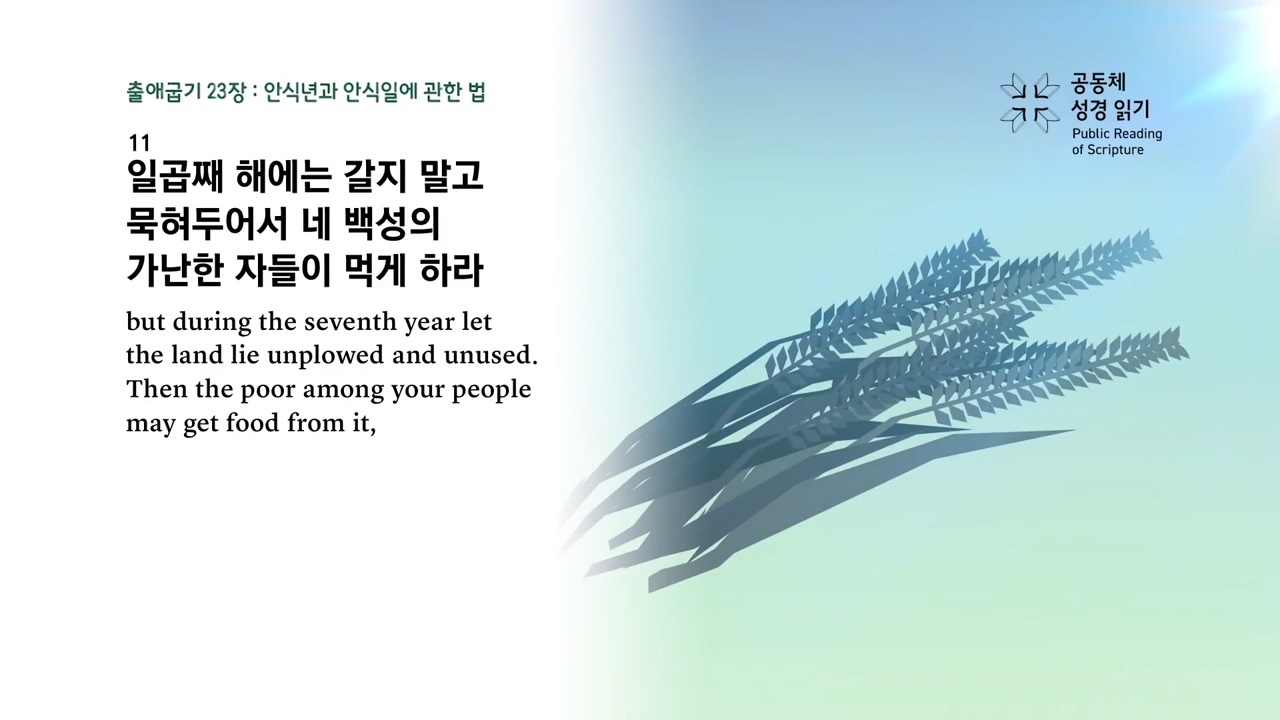 출애굽기 23장 : 안식년과 안식일에 관한 법
11
일곱째 해에는 갈지 말고
묵혀두어서 네 백성의
가난한 자들이 먹게 하라
but during the seventh year let
the land lie unplowed and unused.
Then the poor among your people
may get food from it,
공동체
성경 읽기
Public Reading
of Scripture